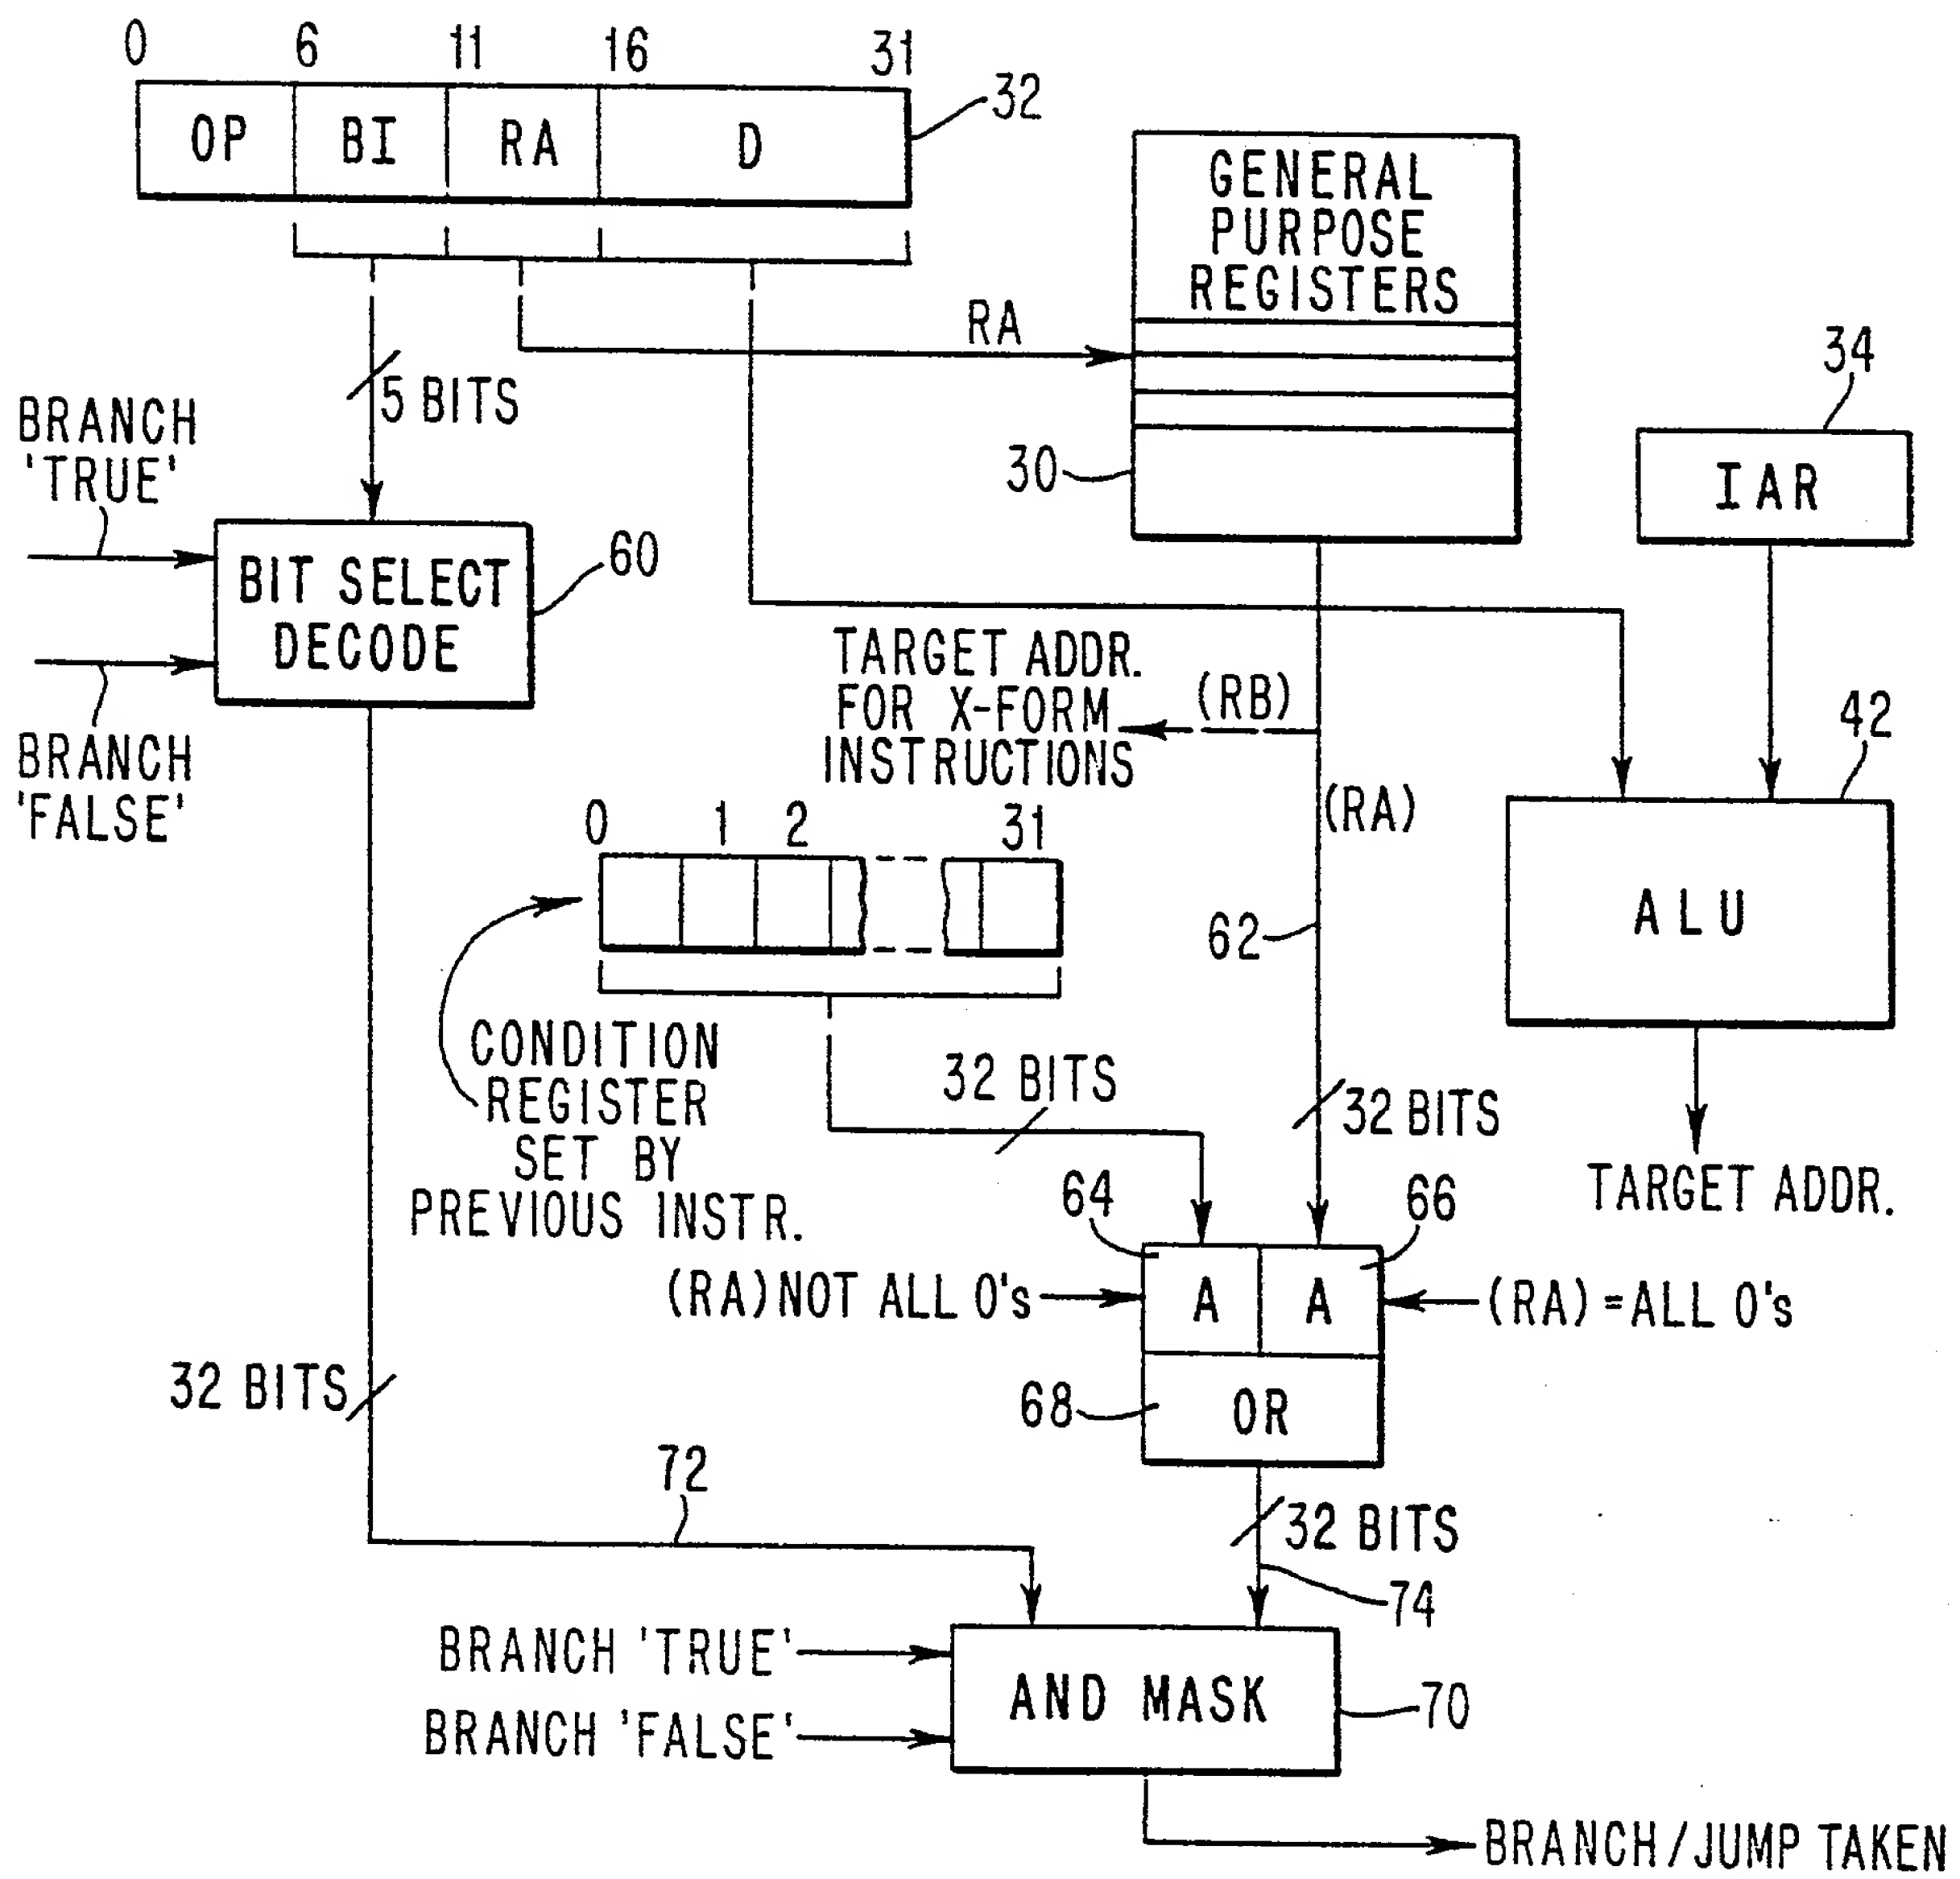 0 6 11 16 31
OP BI RA D
32
GENERAL
PURPOSE
REGISTERS
RA
30
34
IAR
5 BITS
BRANCH
'TRUE'
BIT SELECT
DECODE
60
BRANCH
'FALSE'
TARGET ADDR.
FOR X-FORM
INSTRUCTIONS
(RB)
(RA)
42
ALU
TARGET ADDR.
0 1 2 31
62
CONDITION
REGISTER
SET BY
PREVIOUS INSTR.
32 BITS
32 BITS
64
66
(RA) NOT ALL 0's
A A
(RA) = ALL 0's
68
OR
32 BITS
72
32 BITS
74
BRANCH 'TRUE'
BRANCH 'FALSE'
AND MASK
70
BRANCH/JUMP TAKEN